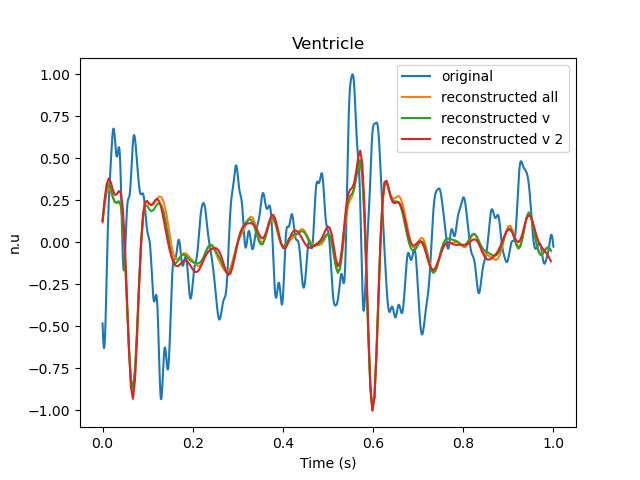 Ventricle
original
reconstructed all
reconstructed v
reconstructed v 2
n.u
1.00
0.75
0.50
0.25
0.00
−0.25
−0.50
−0.75
−1.00
0.0 0.2 0.4 0.6 0.8 1.0
Time (s)